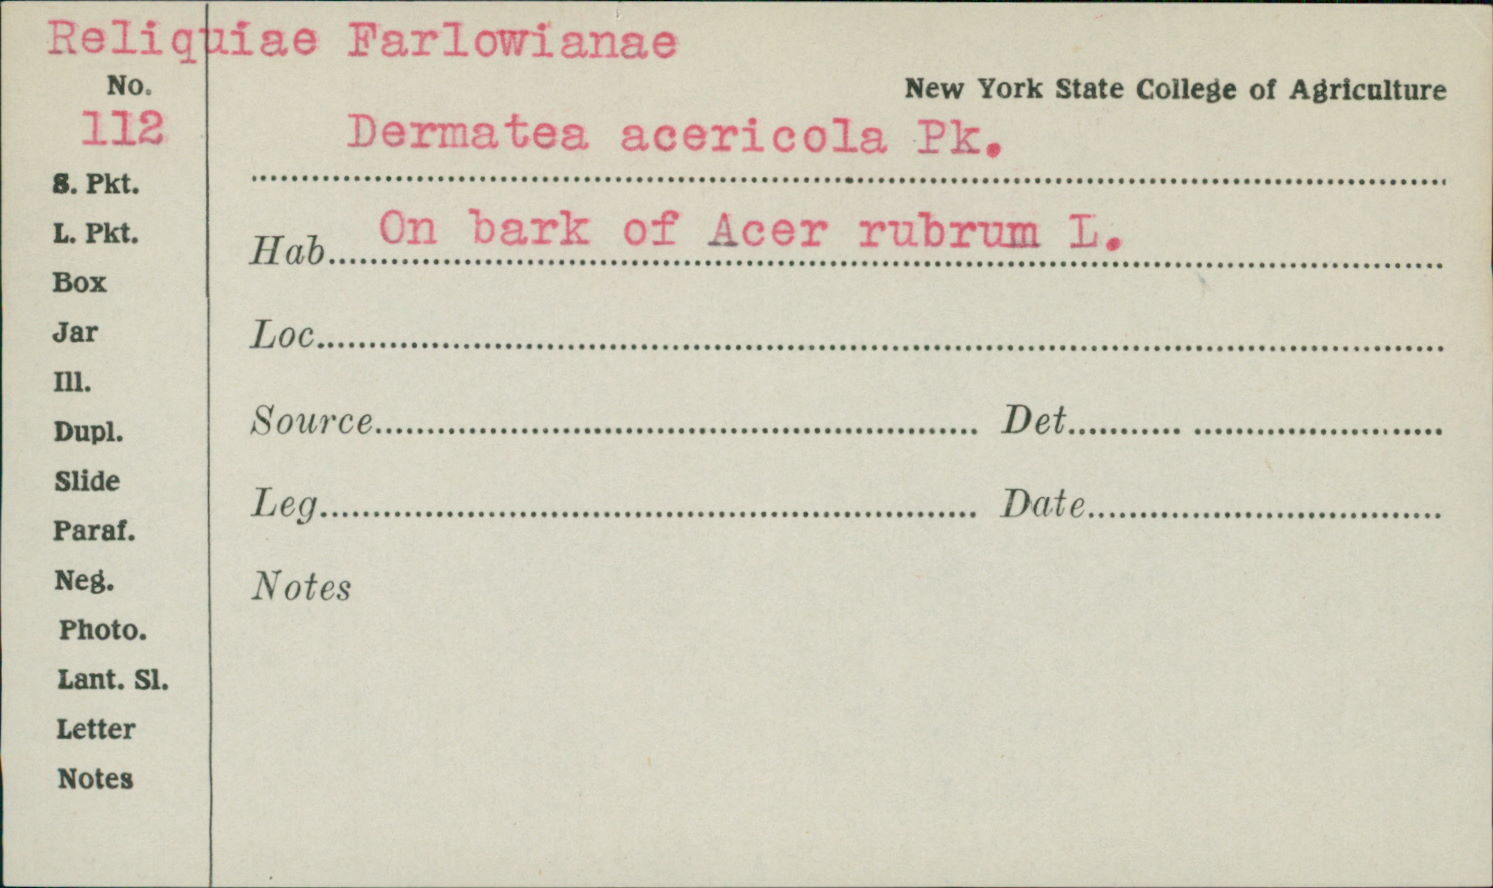 Reliquiae Farlowianae
No.
New York State College of Agriculture
112
Dermatea acericola Pk.
S. Pkt.
L. Pkt.
Hab. On bark of Acer rubrum L.
Box
Jar
Loc.
Ill.
Dupl.
Source Det.
Slide
Leg. Date
Paraf.
Neg.
Notes
Photo.
Lant. Sl.
Letter
Notes